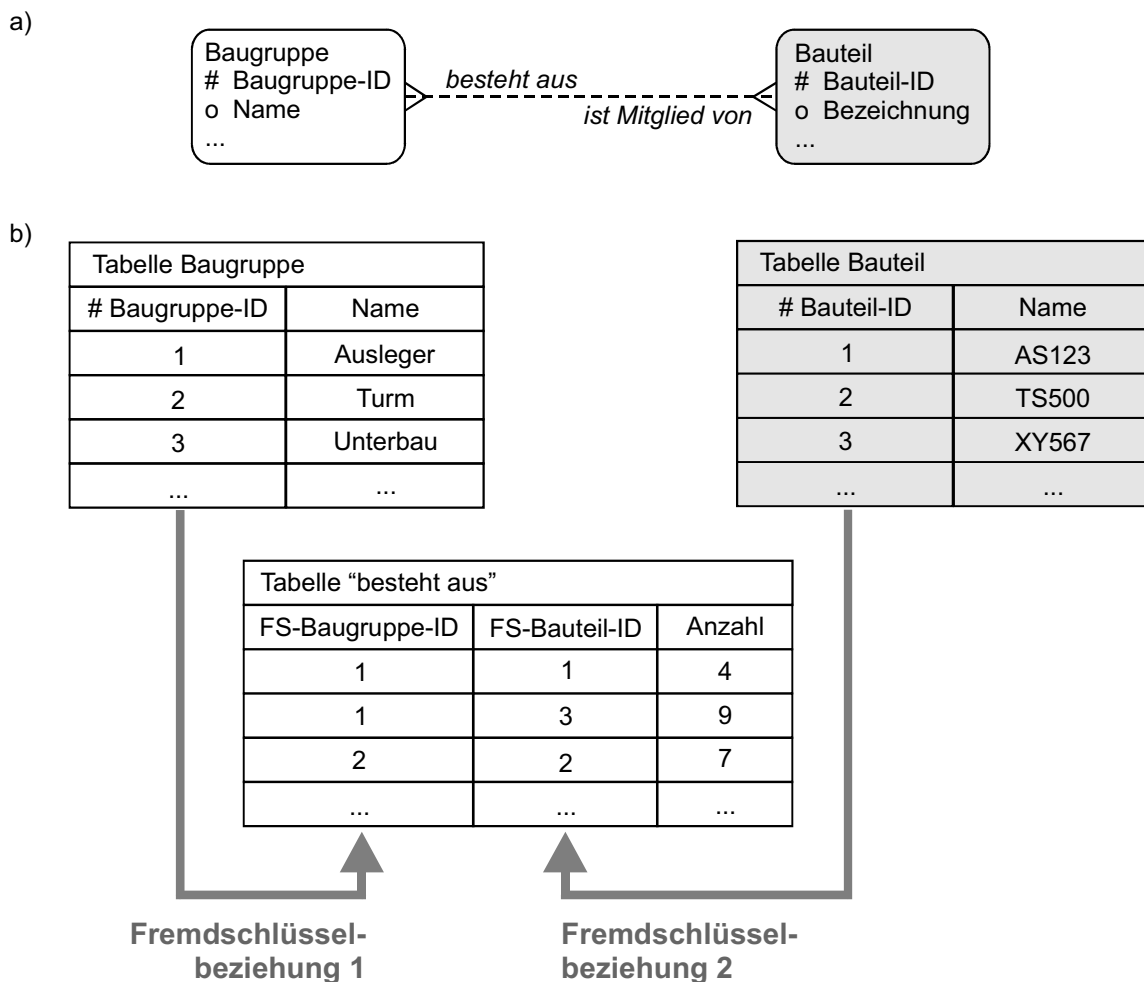 a)
Baugruppe
# Baugruppe-ID
o Name
...
besteht aus
ist Mitglied von
Bauteil
# Bauteil-ID
o Bezeichnung
...
b)
Tabelle Baugruppe
# Baugruppe-ID Name
1 Ausleger
2 Turm
3 Unterbau
... ...
Tabelle Bauteil
# Bauteil-ID Name
1 AS123
2 TS500
3 XY567
... ...
Tabelle “besteht aus”
FS-Baugruppe-ID FS-Bauteil-ID Anzahl
1 1 4
1 3 9
2 2 7
... ... ...
Fremdschlüssel-
beziehung 1
Fremdschlüssel-
beziehung 2